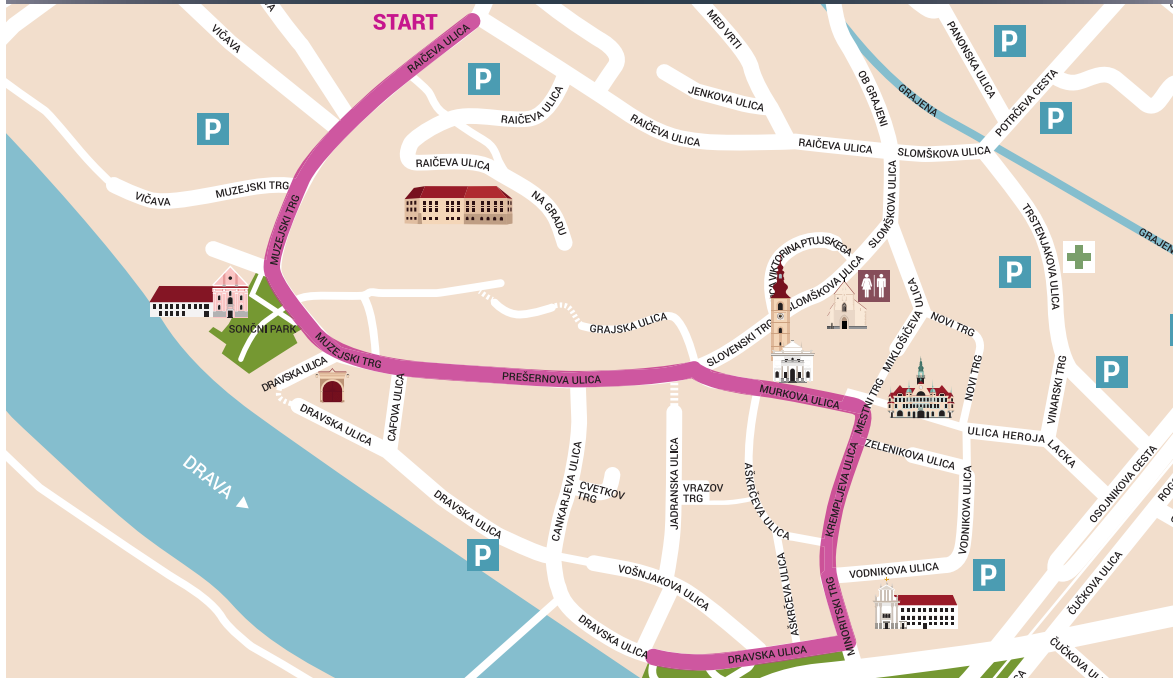 START
RAIČEVA ULICA
VIČAVA
P
MED VRTI
JENKOVA ULICA
OB GRAJENI
GRAJENA
PANONSKA ULICA
P
POTRČEVA CESTA
P
P
RAIČEVA ULICA
RAIČEVA ULICA
RAIČEVA ULICA
SLOMŠKOVA ULICA
RAIČEVA ULICA
NA GRADU
VIČAVA
MUZEJSKI TRG
MUZEJSKI TRG
SLOMŠKOVA ULICA
TRSTENJAKOVA ULICA
GRAJEN
P
VIKTORINA PTUJSKEGA
SLOMŠKOVA ULICA
SLOVENSKI TRG
MIKLOŠIČEVA ULICA
NOVI TRG
NOVI TRG
VINARSKI TRG
P
SONČNI PARK
MUZEJSKI TRG
GRAJSKA ULICA
DRAVSKA ULICA
PREŠERNOVA ULICA
MURKOVA ULICA
MESTNI TRG
DRAVSKA ULICA
CAFOVA ULICA
ULICA HEROJA LACKA
ZELENIKOVA ULICA
DRAVA
CANKARJEVA ULICA
CVETKOV TRG
JADRANSKA ULICA
VRAZOV
TRG
AŠKRČEVA ULICA
KREMPLJEVA ULICA
VODNIKOVA ULICA
OSOJNIKOVA CESTA
ROG
DRAVSKA ULICA
P
VOŠNJAKOVA ULICA
AŠKRČEVA ULICA
VODNIKOVA ULICA
P
MINORITSKI TRG
ČUČKOVA ULICA
DRAVSKA ULICA
DRAVSKA ULICA
ČUČKOVA UL